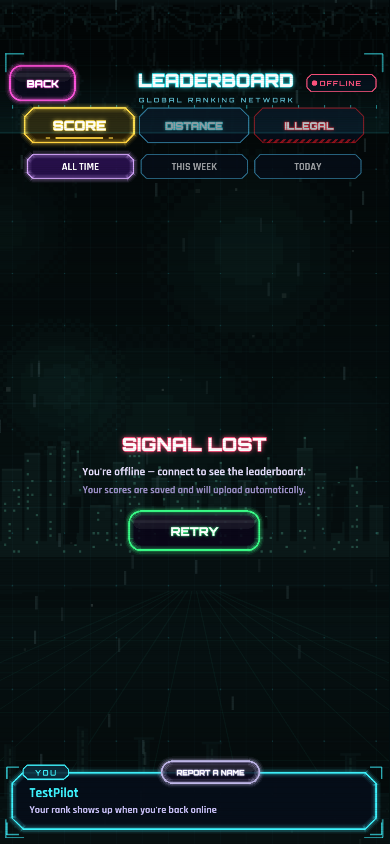 BACK
LEADERBOARD
OFFLINE
GLOBAL RANKING NETWORK
SCORE
DISTANCE
ILLEGAL
ALL TIME
THIS WEEK
TODAY
SIGNAL LOST
You're offline — connect to see the leaderboard.
Your scores are saved and will upload automatically.
RETRY
YOU
REPORT A NAME
TestPilot
Your rank shows up when you're back online